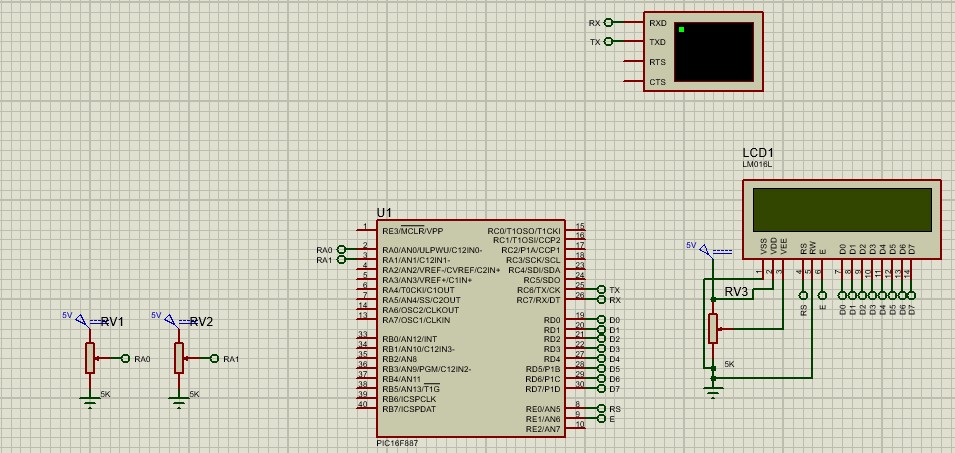 RX RXD
TX TXD
RTS
CTS
LCD1
LM016L
VSS VDD VEE RS RW E D0 D1 D2 D3 D4 D5 D6 D7
1 2 3 4 5 6 7 8 9 10 11 12 13 14
RS E D0 D1 D2 D3 D4 D5 D6 D7
5V
RV3
5K
U1
1 RE3/MCLR/VPP RC0/T1OSO/T1CKI 15
RC1/T1OSI/CCP2 16
RA0 2 RA0/AN0/ULPWU/C12IN0- RC2/P1A/CCP1 17
RA1 3 RA1/AN1/C12IN1- RC3/SCK/SCL 18
4 RA2/AN2/VREF-/CVREF/C2IN+ RC4/SDI/SDA 23
5 RA3/AN3/VREF+/C1IN+ RC5/SDO 24
6 RA4/T0CKI/C1OUT RC6/TX/CK 25 TX
7 RA5/AN4/SS/C2OUT RC7/RX/DT 26 RX
14 RA6/OSC2/CLKOUT
13 RA7/OSC1/CLKIN RD0 19 D0
RD1 20 D1
33 RB0/AN12/INT RD2 21 D2
34 RB1/AN10/C12IN3- RD3 22 D3
35 RB2/AN8 RD4 27 D4
36 RB3/AN9/PGM/C12IN2- RD5/P1B 28 D5
37 RB4/AN11 RD6/P1C 29 D6
38 RB5/AN13/T1G RD7/P1D 30 D7
39 RB6/ICSPCLK
40 RB7/ICSPDAT RE0/AN5 8 RS
RE1/AN6 9 E
RE2/AN7 10
PIC16F887
5V RV1
RA0
5K
5V RV2
RA1
5K